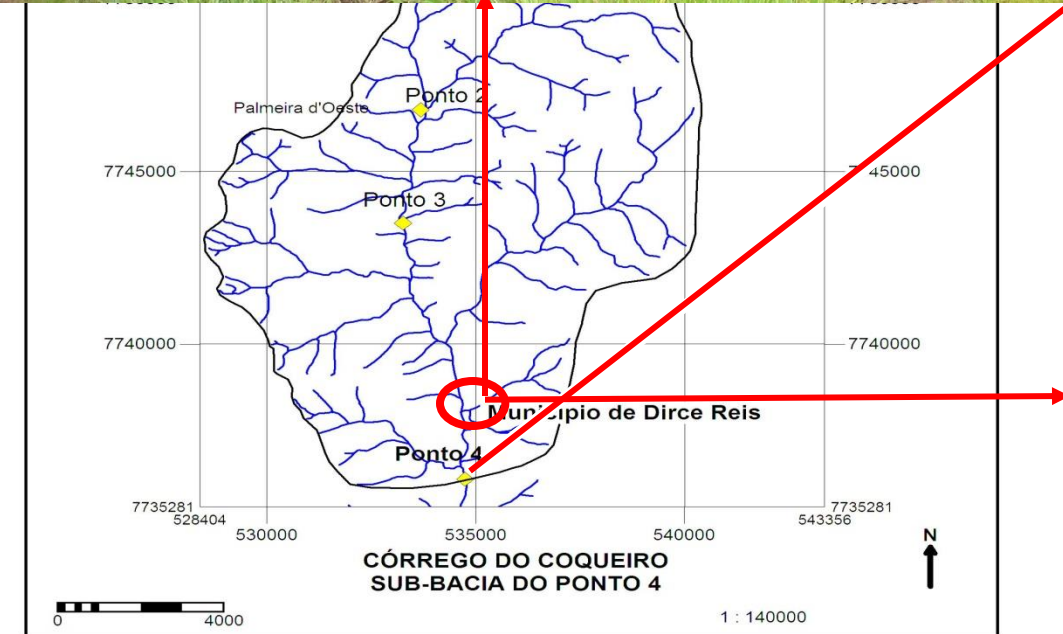 Ponto 2
Palmeira d'Oeste
7745000
45000
Ponto 3
7740000
7740000
Município de Dirce Reis
Ponto 4
7735281
7735281
528404
543356
530000
535000
540000
N
CÓRREGO DO COQUEIRO
SUB-BACIA DO PONTO 4
0
4000
1 : 140000